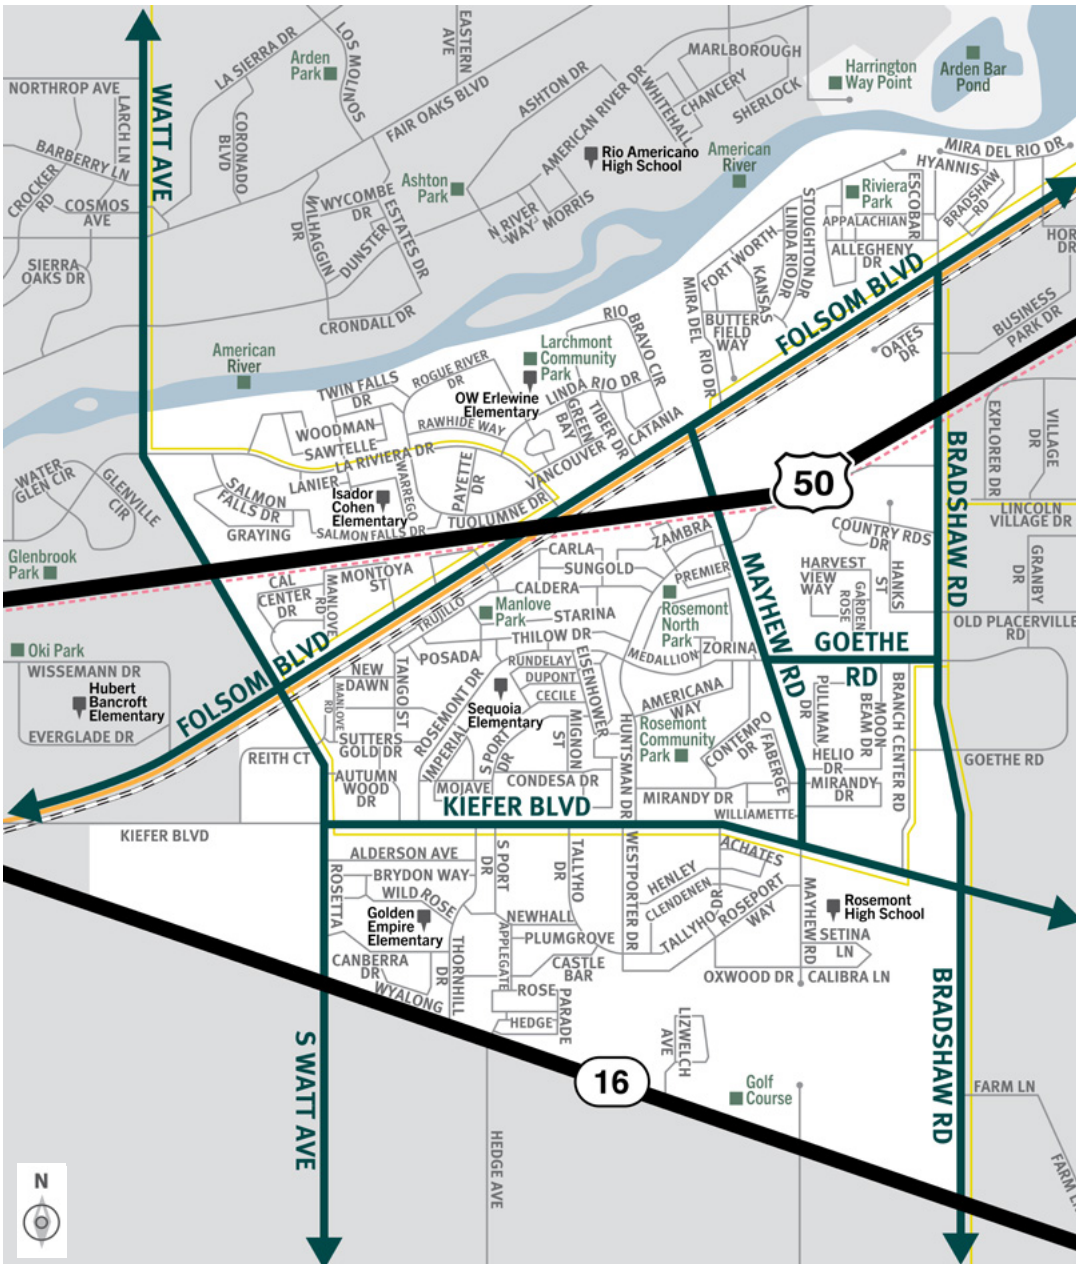 WATT AVE
NORTHROP AVE
LARCH LN
BARBERRY LN
CROCKER
RD
COSMOS
AVE
SIERRA
OAKS DR
LA SIERRA DR
CORONADO
BLVD
Arden
Park
LOS MOLINOS
EASTERN
AVE
FAIR OAKS BLVD
ASHTON DR
AMERICAN RIVER DR
WHITEHALL
MARLBOROUGH
CHANCERY
SHERLOCK
Harrington
Way Point
Arden Bar
Pond
Rio Americano
High School
American
River
Ashton
Park
WYCOMBE
DR
WILHAGGIN
DR
DUNSTER
ESTATES DR
CRONDALL DR
N RIVER
WAY
MORRIS
MIRA DEL RIO DR
HYANNIS
Riviera
Park
ESCOBAR
BRADSHAW
RD
APPALACHIAN
ALLEGHENY
DR
STOUGHTON DR
LINDA RIO DR
FORT WORTH
KANSAS
BUTTER
FIELD WAY
MIRA DEL RIO DR
FOLSOM BLVD
OATES
DR
HOR
DR
BUSINESS
PARK DR
American
River
TWIN FALLS
DR
ROGUE RIVER
DR
Larchmont
Community
Park
RIO
BRAVO CIR
OW Erlewine
Elementary
LINDA RIO DR
GREEN
BAY
TIBER DR
CATANIA
VANCOUVER
WOODMAN
SAWTELLE
RAWHIDE WAY
LA RIVIERA DR
LANIER
WARREGO
PAYETTE
DR
TUOLUMNE DR
Isador
Cohen
Elementary
SALMON FALLS DR
SALMON
FALLS DR
GRAYING
WATER
GLEN CIR
GLENVILLE
CIR
Glenbrook
Park
50
BRADSHAW RD
EXPLORER DR
VILLAGE
DR
LINCOLN
VILLAGE DR
GRANBY
DR
OLD PLACERVILLE
RD
COUNTRY RDS
DR
HARVEST
VIEW
WAY
GARDEN
ROSE
HANKS
ST
GOETHE
RD
MAYHEW RD
ZAMBRA
CARLA
SUNGOLD
CALDERA
PREMIER
Rosemont
North
Park
STARINA
Manlove
Park
THILOW DR
MEDALLION
ZORINA
CAL
CENTER
DR
MANLOVE
RD
MONTOYA
ST
TRUJILLO
POSADA
FOLSOM BLVD
Oki Park
WISSEMANN DR
Hubert
Bancroft
Elementary
EVERGLADE DR
REITH CT
NEW
DAWN
MANLOVE
RD
TANGO ST
SUTTERS
GOLD DR
AUTUMN
WOOD
DR
ROSEMONT DR
IMPERIAL
RUNDELAY
DUPONT
CECILE
Sequoia
Elementary
EISENHOWER
MIGNON
ST
S PORT
DR
MOJAVE
CONDESA DR
HUNTSMAN DR
AMERICANA
WAY
Rosemont
Community
Park
CONTEMPO
DR
FABERGE
DR
PULLMAN
MOON
BEAM DR
BRANCH CENTER RD
HELIO
DR
MIRANDY
DR
MIRANDY DR
WILLIAMETTE
GOETHE RD
KIEFER BLVD
KIEFER BLVD
ALDERSON AVE
BRYDON WAY
WILD ROSE
ROSETTA
Golden
Empire
Elementary
CANBERRA
DR
WYALONG
THORNHILL
DR
DR
S PORT
TALLYHO
DR
NEWHALL
PLUMGROVE
APPLEGATE
CASTLE
BAR
ROSE
PARADE
HEDGE
WESTPORTER DR
ACHATES
HENLEY
CLENDENEN
TALLYHO DR
ROSEPORT
WAY
MAYHEW RD
Rosemont
High School
SETINA
LN
OXWOOD DR
CALIBRA LN
LIZWELCH
AVE
Golf
Course
16
S WATT AVE
HEDGE AVE
BRADSHAW RD
FARM LN
FARM LN
N